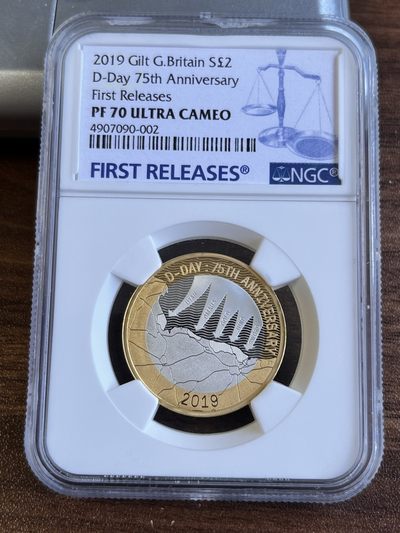 2019 Gilt G.Britain S£2
D-Day 75th Anniversary
First Releases
PF 70 ULTRA CAMEO
4907090-002
FIRST RELEASES®
NGC®
D-DAY : 75TH ANNIVERSARY
2019